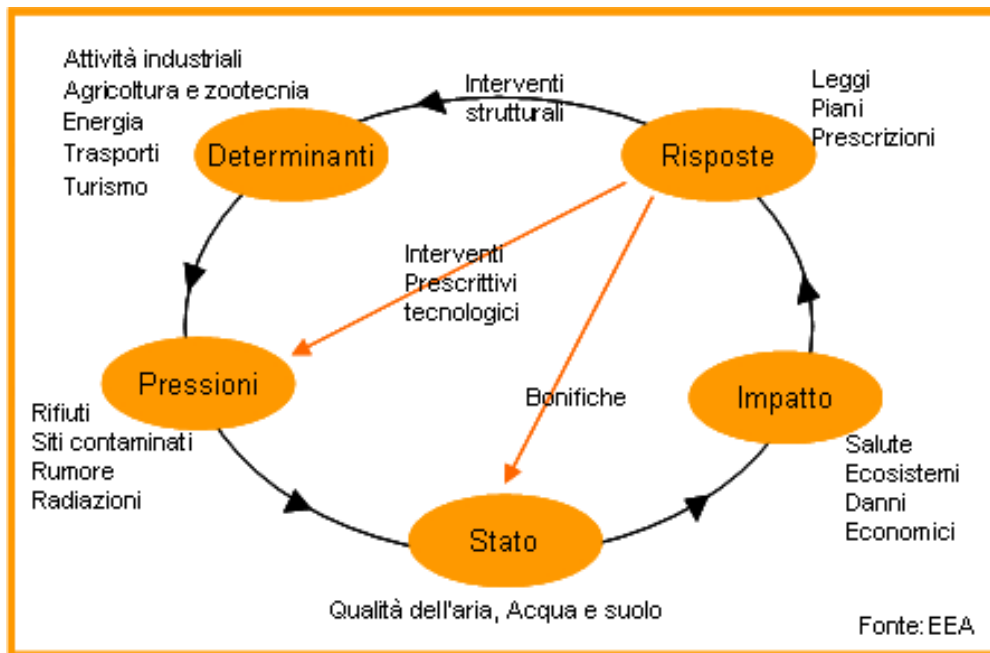 Attività industriali
Agricoltura e zootecnia
Energia
Trasporti
Turismo
Determinanti
Interventi
strutturali
Risposte
Leggi
Piani
Prescrizioni
Interventi
Prescrittivi
tecnologici
Pressioni
Rifiuti
Siti contaminati
Rumore
Radiazioni
Bonifiche
Impatto
Salute
Ecosistemi
Danni
Economici
Stato
Qualità dell'aria, Acqua e suolo
Fonte: EEA